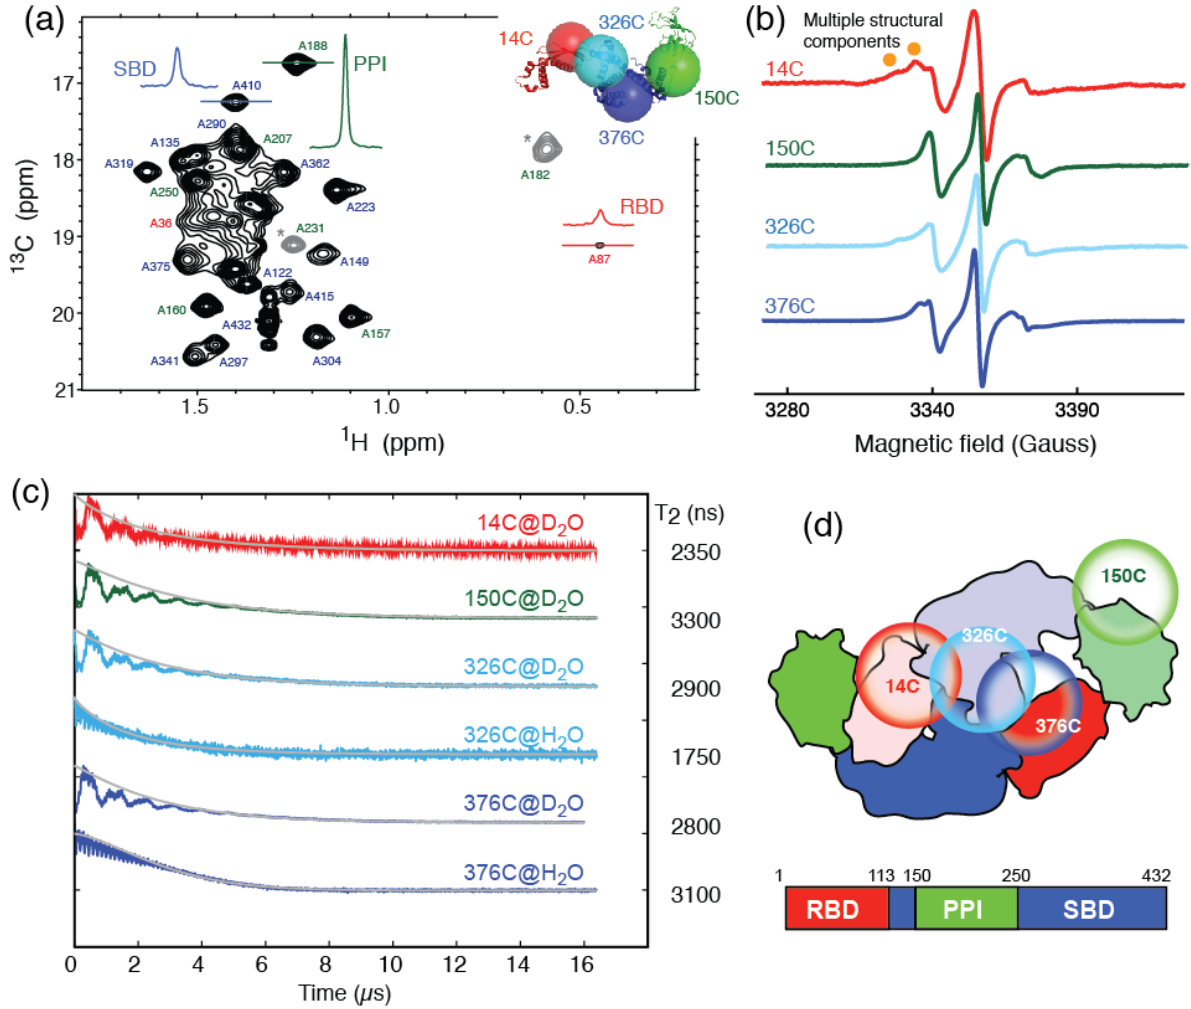 (a)
SBD
A188
PPI
A410
A290
A207
A135
A319
A362
A250
A223
A36
* A231
A375
A149
A122
A415
A160
A432
A157
A341
A297
A304
326C
14C
150C
376C
*
A182
RBD
A87
17
18
19
20
21
13C (ppm)
1.5
1.0
0.5
1H (ppm)
(b)
Multiple structural
components
14C
150C
326C
376C
3280
3340
3390
Magnetic field (Gauss)
(c)
T2 (ns)
14C@D2O
2350
150C@D2O
3300
326C@D2O
2900
326C@H2O
1750
376C@D2O
2800
376C@H2O
3100
0 2 4 6 8 10 12 14 16
Time (µs)
(d)
150C
326C
14C
376C
1 113 150 250 432
RBD PPI SBD